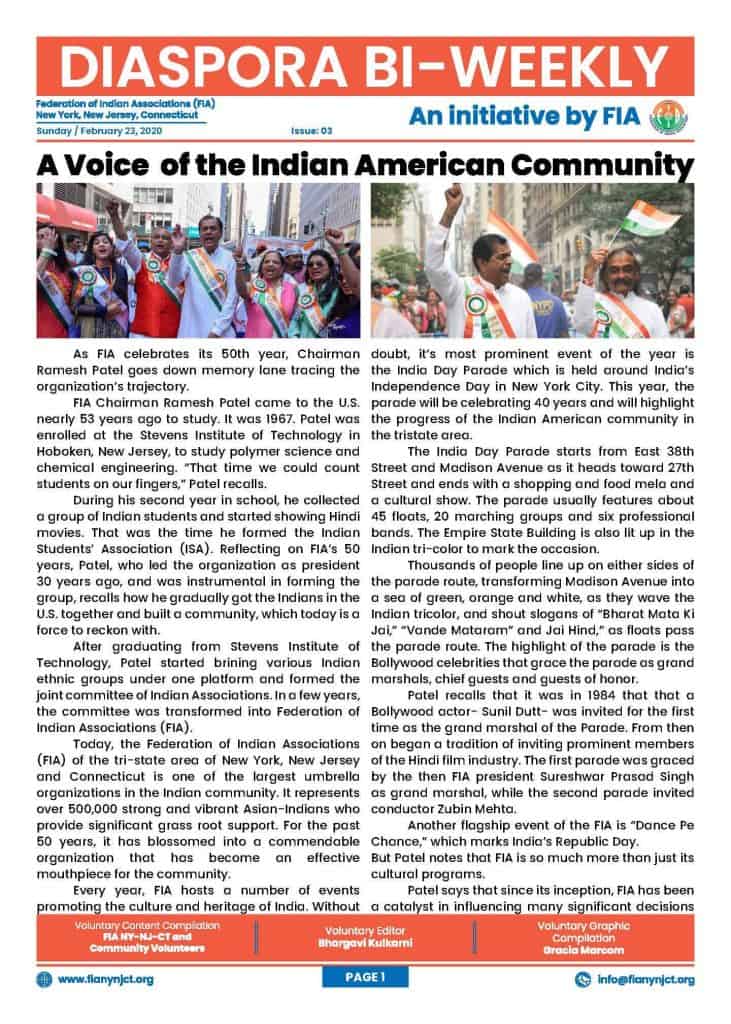 DIASPORA BI-WEEKLY
Federation of Indian Associations (FIA)
New York, New Jersey, Connecticut
Sunday / February 23, 2020
Issue: 03
An initiative by FIA
A Voice of the Indian American Community
As FIA celebrates its 50th year, Chairman
Ramesh Patel goes down memory lane tracing the
organization's trajectory.
FIA Chairman Ramesh Patel came to the U.S.
nearly 53 years ago to study. It was 1967. Patel was
enrolled at the Stevens Institute of Technology in
Hoboken, New Jersey, to study polymer science and
chemical engineering. "That time we could count
students on our fingers," Patel recalls.
During his second year in school, he collected
a group of Indian students and started showing Hindi
movies. That was the time he formed the Indian
Students' Association (ISA). Reflecting on FIA's 50
years, Patel, who led the organization as president
30 years ago, and was instrumental in forming the
group, recalls how he gradually got the Indians in the
U.S. together and built a community, which today is a
force to reckon with.
After graduating from Stevens Institute of
Technology, Patel started brining various Indian
ethnic groups under one platform and formed the
joint committee of Indian Associations. In a few years,
the committee was transformed into Federation of
Indian Associations (FIA).
Today, the Federation of Indian Associations
(FIA) of the tri-state area of New York, New Jersey
and Connecticut is one of the largest umbrella
organizations in the Indian community. It represents
over 500,000 strong and vibrant Asian-Indians who
provide significant grass root support. For the past
50 years, it has blossomed into a commendable
organization that has become an effective
mouthpiece for the community.
Every year, FIA hosts a number of events
promoting the culture and heritage of India. Without
doubt, it's most prominent event of the year is
the India Day Parade which is held around India's
Independence Day in New York City. This year, the
parade will be celebrating 40 years and will highlight
the progress of the Indian American community in
the tristate area.
The India Day Parade starts from East 38th
Street and Madison Avenue as it heads toward 27th
Street and ends with a shopping and food mela and
a cultural show. The parade usually features about
45 floats, 20 marching groups and six professional
bands. The Empire State Building is also lit up in the
Indian tri-color to mark the occasion.
Thousands of people line up on either sides of
the parade route, transforming Madison Avenue into
a sea of green, orange and white, as they wave the
Indian tricolor, and shout slogans of "Bharat Mata Ki
Jai," "Vande Mataram" and Jai Hind," as floats pass
the parade route. The highlight of the parade is the
Bollywood celebrities that grace the parade as grand
marshals, chief guests and guests of honor.
Patel recalls that it was in 1984 that that a
Bollywood actor- Sunil Dutt- was invited for the first
time as the grand marshal of the Parade. From then
on began a tradition of inviting prominent members
of the Hindi film industry. The first parade was graced
by the then FIA president Sureshwar Prasad Singh
as grand marshal, while the second parade invited
conductor Zubin Mehta.
Another flagship event of the FIA is "Dance Pe
Chance," which marks India's Republic Day.
But Patel notes that FIA is so much more than just its
cultural programs.
Patel says that since its inception, FIA has been
a catalyst in influencing many significant decisions
Voluntary Content Compilation
FIA NY-NJ-CT and
Community Volunteers
Voluntary Editor
Bhargavi Kulkarni
Voluntary Graphic
Compilation
Gracia Marcom
www.fianynjct.org
PAGE 1
info@fianynjct.org